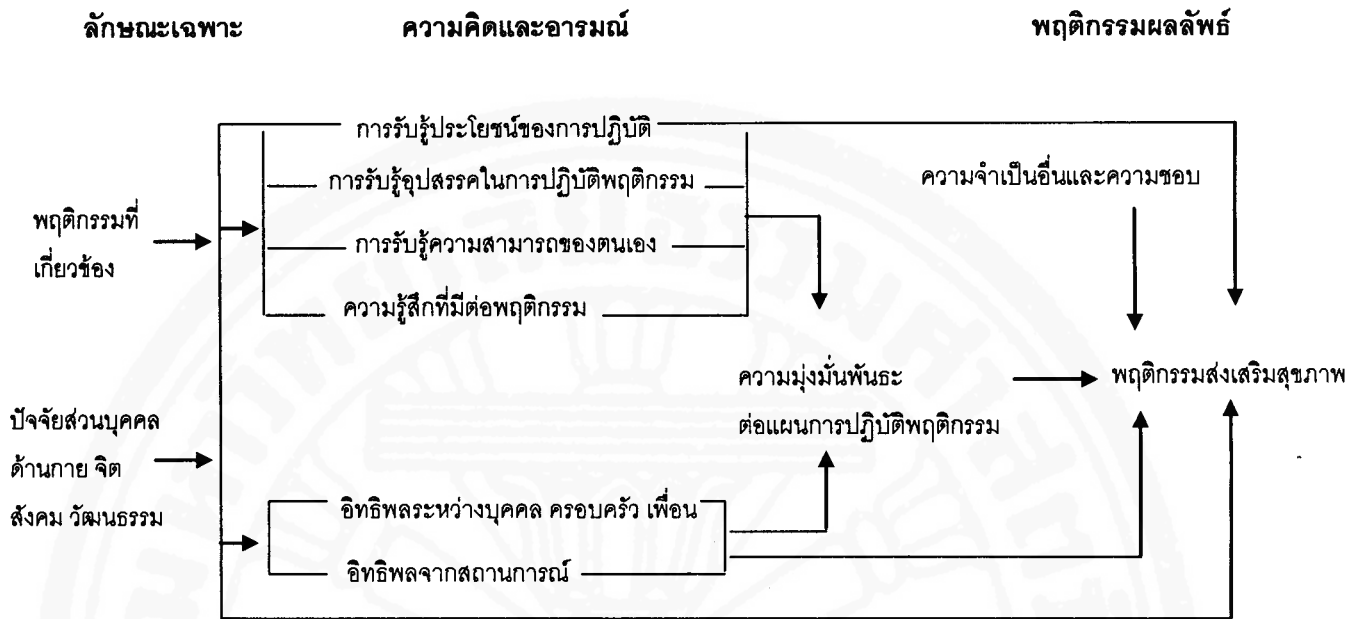 ลักษณะเฉพาะ
ความคิดและอารมณ์
พฤติกรรมผลลัพธ์
การรับรู้ประโยชน์ของการปฏิบัติ
การรับรู้อุปสรรคในการปฏิบัติพฤติกรรม
ความจำเป็นอื่นและความชอบ
พฤติกรรมที่
เกี่ยวข้อง
การรับรู้ความสามารถของตนเอง
ความรู้สึกที่มีต่อพฤติกรรม
ความมุ่งมั่นพันธะ
ต่อแผนการปฏิบัติพฤติกรรม
พฤติกรรมส่งเสริมสุขภาพ
ปัจจัยส่วนบุคคล
ด้านกาย จิต
สังคม วัฒนธรรม
อิทธิพลระหว่างบุคคล ครอบครัว เพื่อน
อิทธิพลจากสถานการณ์